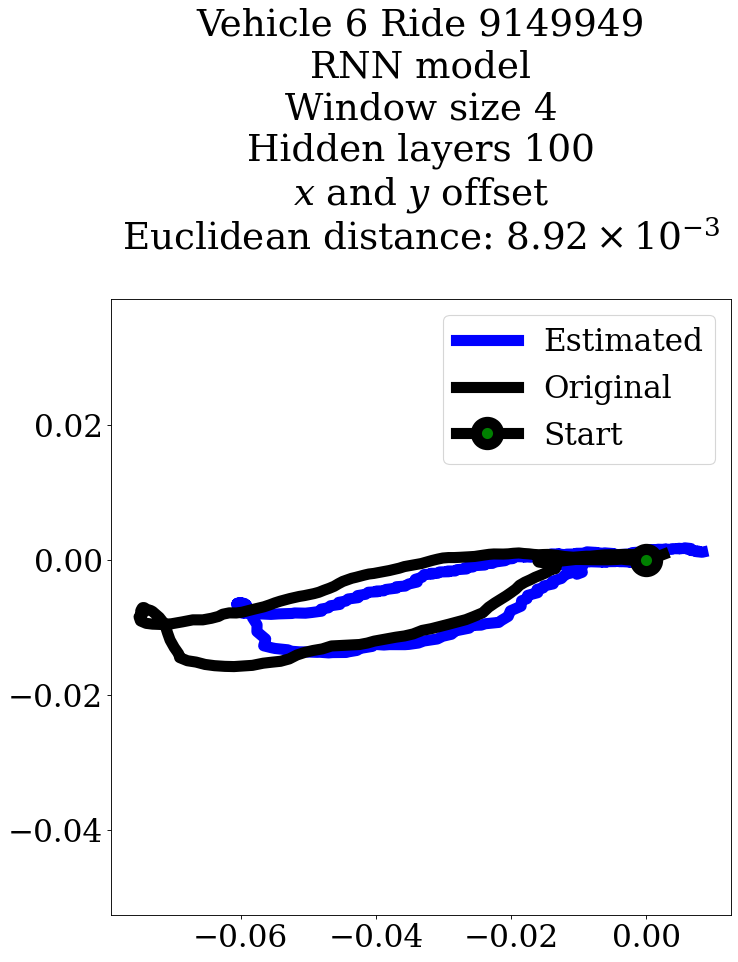 Vehicle 6 Ride 9149949
RNN model
Window size 4
Hidden layers 100
x and y offset
Euclidean distance: 8.92 × 10⁻³
Estimated
Original
Start
0.02
0.00
−0.02
−0.04
−0.06 −0.04 −0.02 0.00